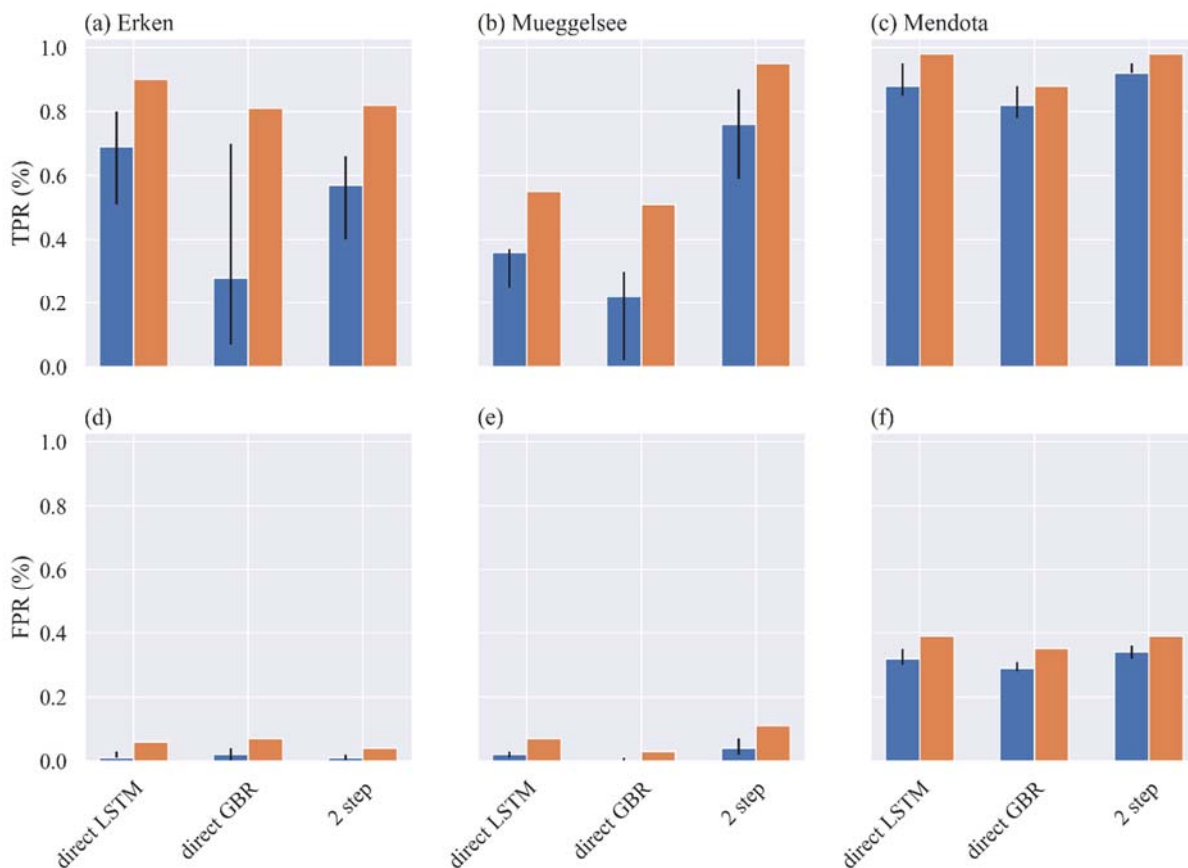 (a) Erken
(b) Mueggelsee
(c) Mendota
TPR (%)
1.0
0.8
0.6
0.4
0.2
0.0
(d)
(e)
(f)
FPR (%)
1.0
0.8
0.6
0.4
0.2
0.0
direct LSTM
direct GBR
2 step
direct LSTM
direct GBR
2 step
direct LSTM
direct GBR
2 step